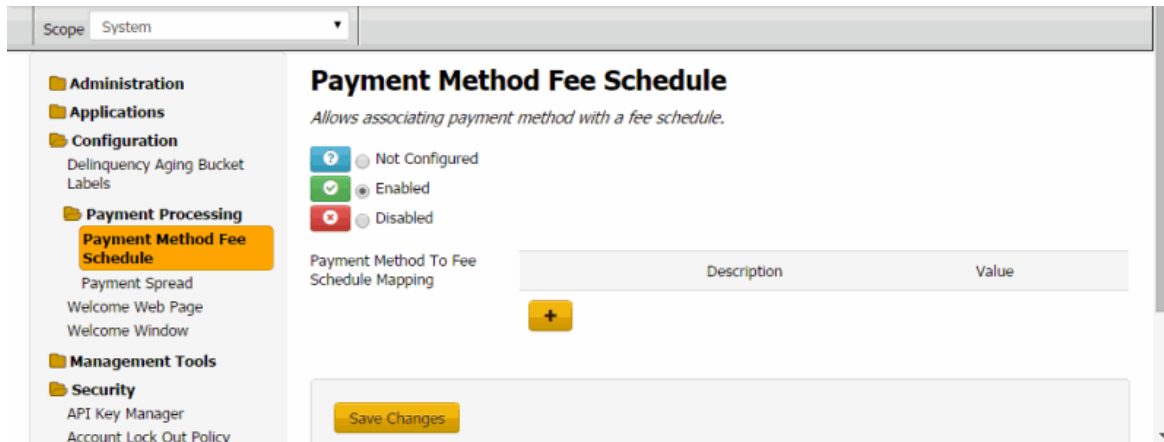 Scope System
Administration
Applications
Configuration
Delinquency Aging Bucket
Labels
Payment Processing
Payment Method Fee
Schedule
Payment Spread
Welcome Web Page
Welcome Window
Management Tools
Security
API Key Manager
Account Lock Out Policy
Payment Method Fee Schedule
Allows associating payment method with a fee schedule.
Not Configured
Enabled
Disabled
Payment Method To Fee
Schedule Mapping
Description Value
+
Save Changes